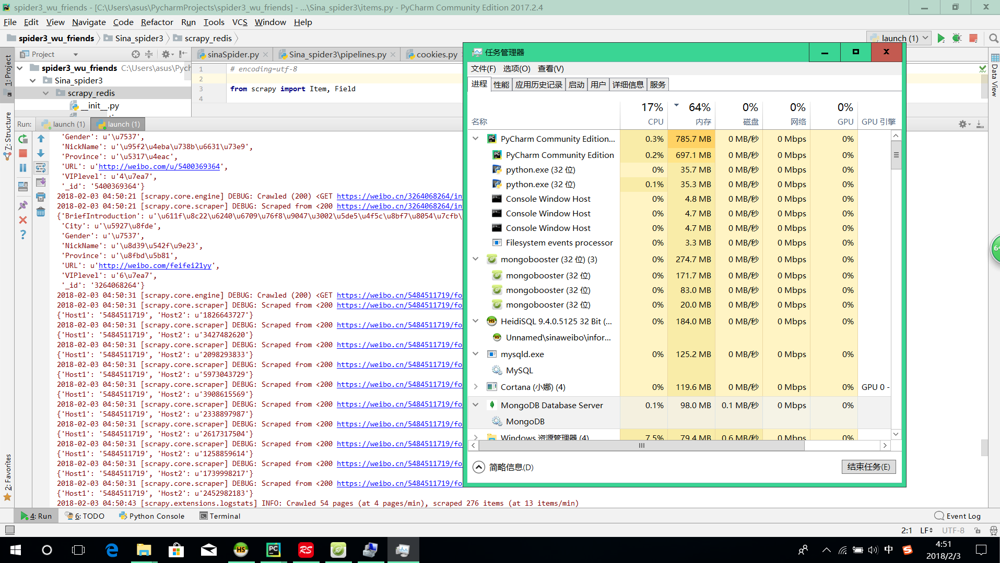 spider3_wu_friends - [C:\Users\asus\PycharmProjects\spider3_wu_friends] - ...\Sina_spider3\items.py - PyCharm Community Edition 2017.2.4
File Edit View Navigate Code Refactor Run Tools VCS Window Help
spider3_wu_friends Sina_spider3 scrapy_redis launch (1)
1: Project
Z: Structure
2: Favorites
Data View
Project
sinaSpider.py Sina_spider3\pipelines.py cookies.py
spider3_wu_friends C:\Users\asus\Pych
Sina_spider3
scrapy_redis
__init__.py
1 # encoding=utf-8
2
3 from scrapy import Item, Field
4
Run: launch (1) launch (1)
'Gender': u'\u7537',
'NickName': u'\u95f2\u4eba\u738b\u6631\u73e9',
'Province': u'\u5317\u4eac',
'URL': u'http://weibo.com/u/5400369364',
'VIPlevel': u'4\u7ea7',
'_id': '5400369364'}
2018-02-03 04:50:21 [scrapy.core.engine] DEBUG: Crawled (200) <GET https://weibo.cn/3264068264/in
2018-02-03 04:50:21 [scrapy.core.scraper] DEBUG: Scraped from <200 https://weibo.cn/3264068264/in
{'BriefIntroduction': u'\u611f\u8c22\u6240\u6709\u76f8\u9047\u3002\u5de5\u4f5c\u8bf7\u8054\u7cfb\
'City': u'\u5927\u8fde',
'Gender': u'\u7537',
'NickName': u'\u8d39\u542f\u9e23',
'Province': u'\u8fbd\u5b81',
'URL': u'http://weibo.com/feifei21yy',
'VIPlevel': u'6\u7ea7',
'_id': '3264068264'}
2018-02-03 04:50:31 [scrapy.core.engine] DEBUG: Crawled (200) <GET https://weibo.cn/5484511719/fo
2018-02-03 04:50:31 [scrapy.core.scraper] DEBUG: Scraped from <200 https://weibo.cn/5484511719/fo
{'Host1': '5484511719', 'Host2': u'1826643727'}
2018-02-03 04:50:31 [scrapy.core.scraper] DEBUG: Scraped from <200 https://weibo.cn/5484511719/fo
{'Host1': '5484511719', 'Host2': u'3427482620'}
2018-02-03 04:50:31 [scrapy.core.scraper] DEBUG: Scraped from <200 https://weibo.cn/5484511719/fo
{'Host1': '5484511719', 'Host2': u'2098293833'}
2018-02-03 04:50:31 [scrapy.core.scraper] DEBUG: Scraped from <200 https://weibo.cn/5484511719/fo
{'Host1': '5484511719', 'Host2': u'5973043729'}
2018-02-03 04:50:31 [scrapy.core.scraper] DEBUG: Scraped from <200 https://weibo.cn/5484511719/fo
{'Host1': '5484511719', 'Host2': u'3908615569'}
2018-02-03 04:50:31 [scrapy.core.scraper] DEBUG: Scraped from <200 https://weibo.cn/5484511719/fo
{'Host1': '5484511719', 'Host2': u'2338897987'}
2018-02-03 04:50:31 [scrapy.core.scraper] DEBUG: Scraped from <200 https://weibo.cn/5484511719/fo
{'Host1': '5484511719', 'Host2': u'2617317504'}
2018-02-03 04:50:31 [scrapy.core.scraper] DEBUG: Scraped from <200 https://weibo.cn/5484511719/fo
{'Host1': '5484511719', 'Host2': u'1258859614'}
2018-02-03 04:50:31 [scrapy.core.scraper] DEBUG: Scraped from <200 https://weibo.cn/5484511719/fo
{'Host1': '5484511719', 'Host2': u'1739998217'}
2018-02-03 04:50:31 [scrapy.core.scraper] DEBUG: Scraped from <200 https://weibo.cn/5484511719/fo
{'Host1': '5484511719', 'Host2': u'2452982183'}
2018-02-03 04:50:43 [scrapy.extensions.logstats] INFO: Crawled 54 pages (at 4 pages/min), scraped 276 items (at 13 items/min)
任务管理器
文件(F) 选项(O) 查看(V)
进程 性能 应用历史记录 启动 用户 详细信息 服务
17% 64% 0% 0% 0%
名称 CPU 内存 磁盘 网络 GPU GPU 引擎
PyCharm Community Edition... 0.3% 785.7 MB 0 MB/秒 0 Mbps 0%
PyCharm Community Edition 0.2% 697.1 MB 0 MB/秒 0 Mbps 0%
python.exe (32 位) 0% 35.7 MB 0 MB/秒 0 Mbps 0%
python.exe (32 位) 0.1% 35.3 MB 0 MB/秒 0 Mbps 0%
Console Window Host 0% 4.8 MB 0 MB/秒 0 Mbps 0%
Console Window Host 0% 4.7 MB 0 MB/秒 0 Mbps 0%
Console Window Host 0% 4.7 MB 0 MB/秒 0 Mbps 0%
Filesystem events processor 0% 3.3 MB 0 MB/秒 0 Mbps 0%
mongobooster (32 位) (3) 0% 274.7 MB 0 MB/秒 0 Mbps 0%
mongobooster (32 位) 0% 171.7 MB 0 MB/秒 0 Mbps 0%
mongobooster (32 位) 0% 83.0 MB 0 MB/秒 0 Mbps 0%
mongobooster (32 位) 0% 20.0 MB 0 MB/秒 0 Mbps 0%
HeidiSQL 9.4.0.5125 32 Bit (... 0% 184.0 MB 0 MB/秒 0 Mbps 0%
Unnamed\sinaweibo\infor...
mysqld.exe 0% 125.2 MB 0 MB/秒 0 Mbps 0%
MySQL
Cortana (小娜) (4) 0% 119.6 MB 0 MB/秒 0 Mbps 0% GPU 0 -
MongoDB Database Server 0.1% 98.0 MB 0.1 MB/秒 0 Mbps 0%
MongoDB
Windows 资源管理器 (4) 7.5% 79.4 MB 0.6 MB/秒 0 Mbps 0%
简略信息(D) 结束任务(E)
64
4: Run 6: TODO Python Console Terminal Event Log
2:1 LF UTF-8
HS PC RS 中 S 4:51
2018/2/3